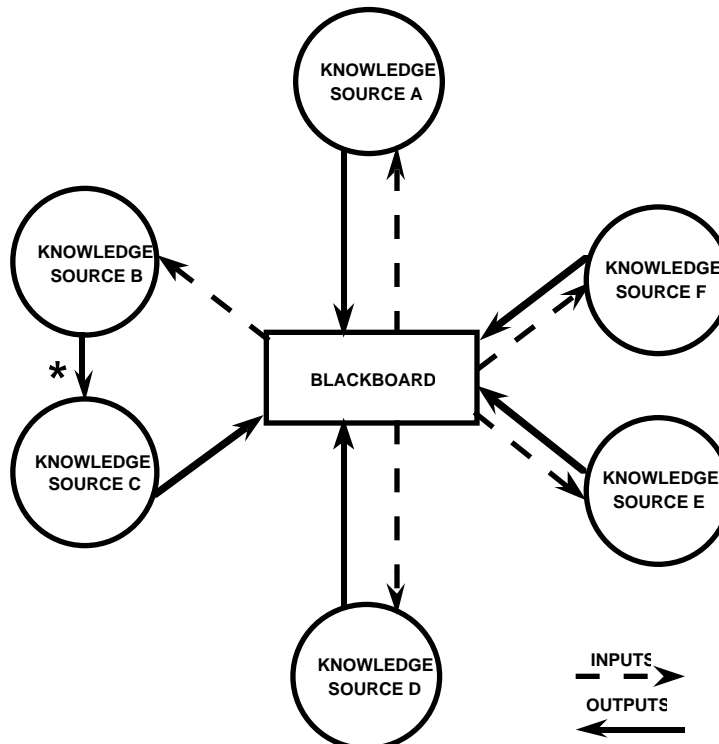 KNOWLEDGE
SOURCE A
KNOWLEDGE
SOURCE B
KNOWLEDGE
SOURCE F
*
BLACKBOARD
KNOWLEDGE
SOURCE C
KNOWLEDGE
SOURCE E
KNOWLEDGE
SOURCE D
INPUTS
OUTPUTS